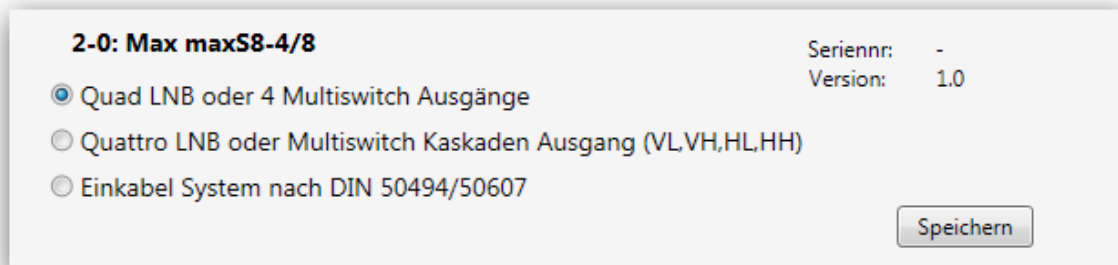 2-0: Max maxS8-4/8
Seriennr: -
Version: 1.0
Quad LNB oder 4 Multiswitch Ausgänge
Quattro LNB oder Multiswitch Kaskaden Ausgang (VL,VH,HL,HH)
Einkabel System nach DIN 50494/50607
Speichern